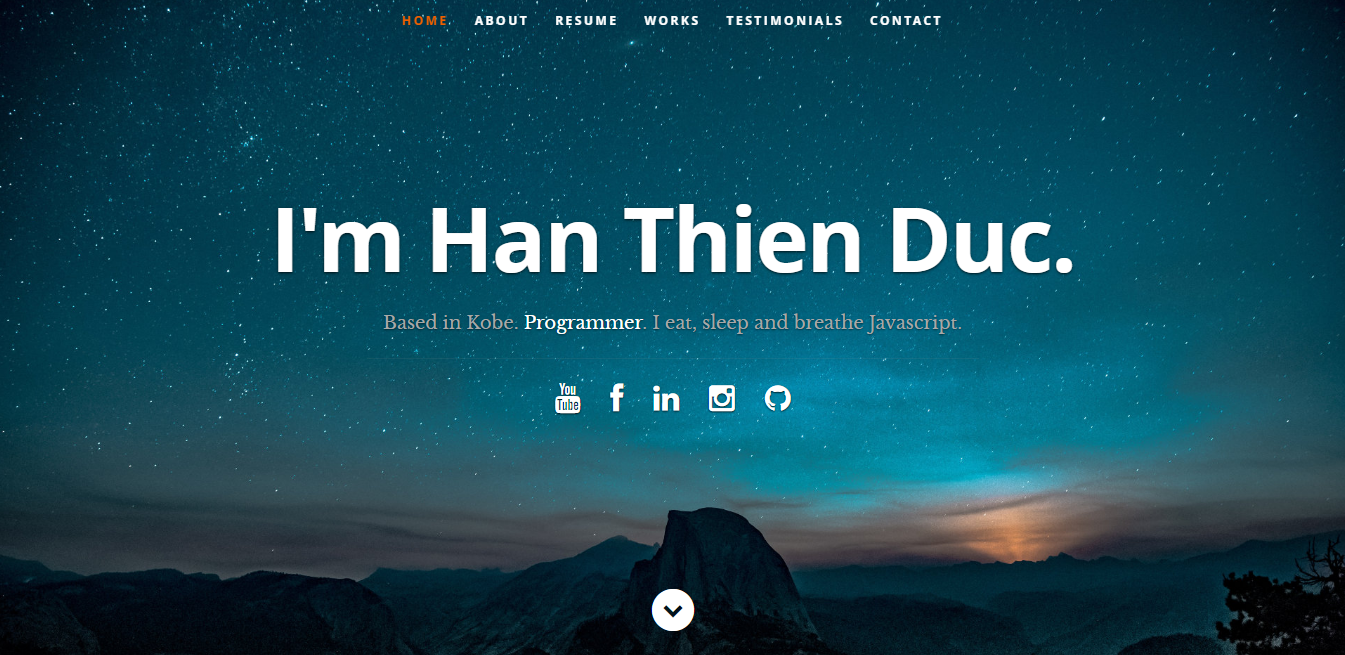 HOME ABOUT RESUME WORKS TESTIMONIALS CONTACT
I'm Han Thien Duc.
Based in Kobe. Programmer. I eat, sleep and breathe Javascript.
You
Tube
f in